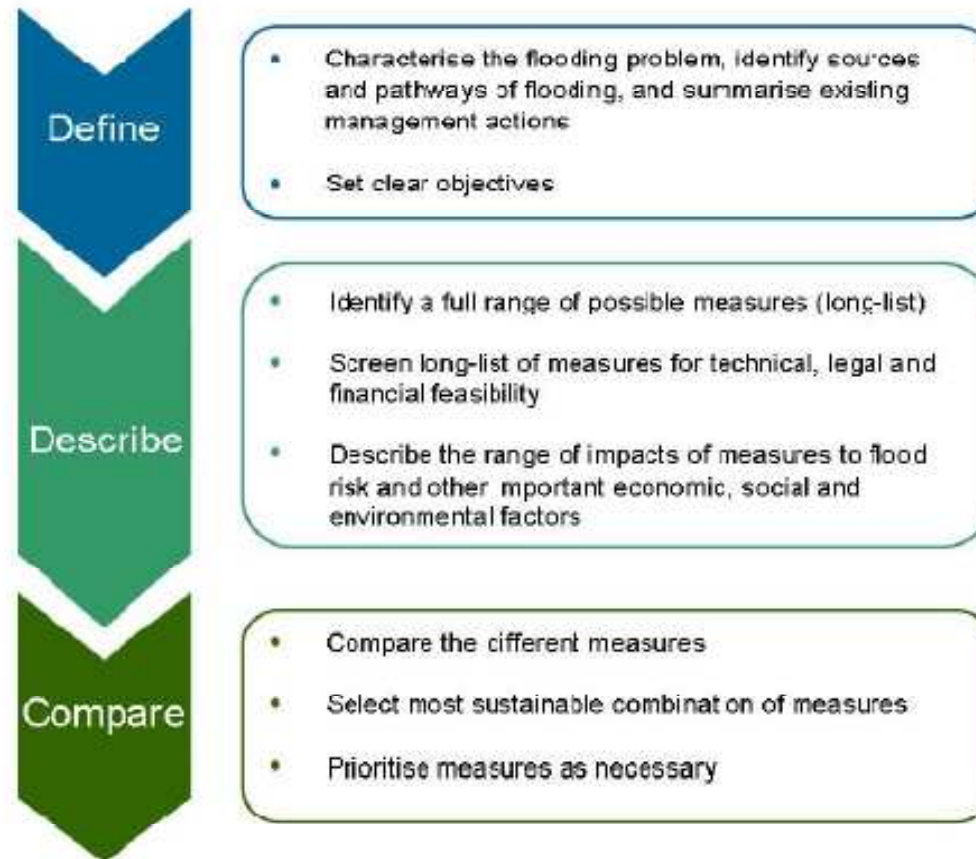 Define
• Characterise the flooding problem, identify sources
and pathways of flooding, and summarise existing
management actions
• Set clear objectives
Describe
• Identify a full range of possible measures (long-list)
• Screen long-list of measures for technical, legal and
financial feasibility
• Describe the range of impacts of measures to flood
risk and other important economic, social and
environmental factors
Compare
• Compare the different measures
• Select most sustainable combination of measures
• Prioritise measures as necessary